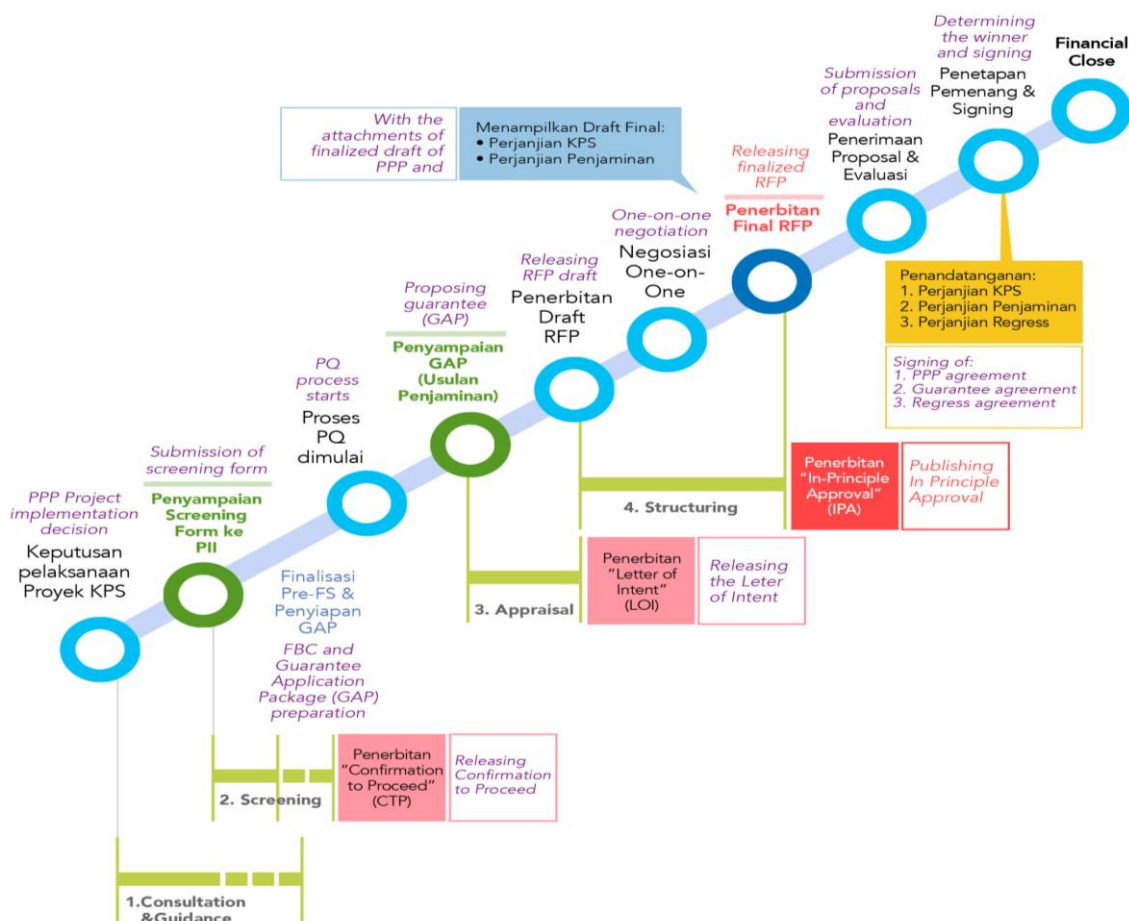 Determining
the winner
and signing
Penetapan
Pemenang &
Signing
Financial
Close
Submission
of proposals
and
evaluation
Penerimaan
Proposal &
Evaluasi
With the
attachments of
finalized draft of
PPP and
Menampilkan Draft Final:
• Perjanjian KPS
• Perjanjian Penjaminan
Releasing
finalized
RFP
Penerbitan
Final RFP
One-on-one
negotiation
Negosiasi
One-on-
One
Releasing
RFP draft
Penerbitan
Draft
RFP
Proposing
guarantee
(GAP)
Penyampaian
GAP
(Usulan
Penjaminan)
PQ
process
starts
Proses
PQ
dimulai
Submission of
screening form
Penyampaian
Screening
Form ke
PII
PPP Project
implementation
decision
Keputusan
pelaksanaan
Proyek KPS
Penandatanganan:
1. Perjanjian KPS
2. Perjanjian Penjaminan
3. Perjanjian Regress
Signing of:
1. PPP agreement
2. Guarantee agreement
3. Regress agreement
4. Structuring
Penerbitan
"In-Principle
Approval"
(IPA)
Publishing
In Principle
Approval
3. Appraisal
Penerbitan
"Letter of
Intent"
(LOI)
Releasing
the Leter
of Intent
Finalisasi
Pre-FS &
Penyiapan
GAP
FBC and
Guarantee
Application
Package (GAP)
preparation
2. Screening
Penerbitan
"Confirmation
to Proceed"
(CTP)
Releasing
Confirmation
to Proceed
1.Consultation
&Guidance